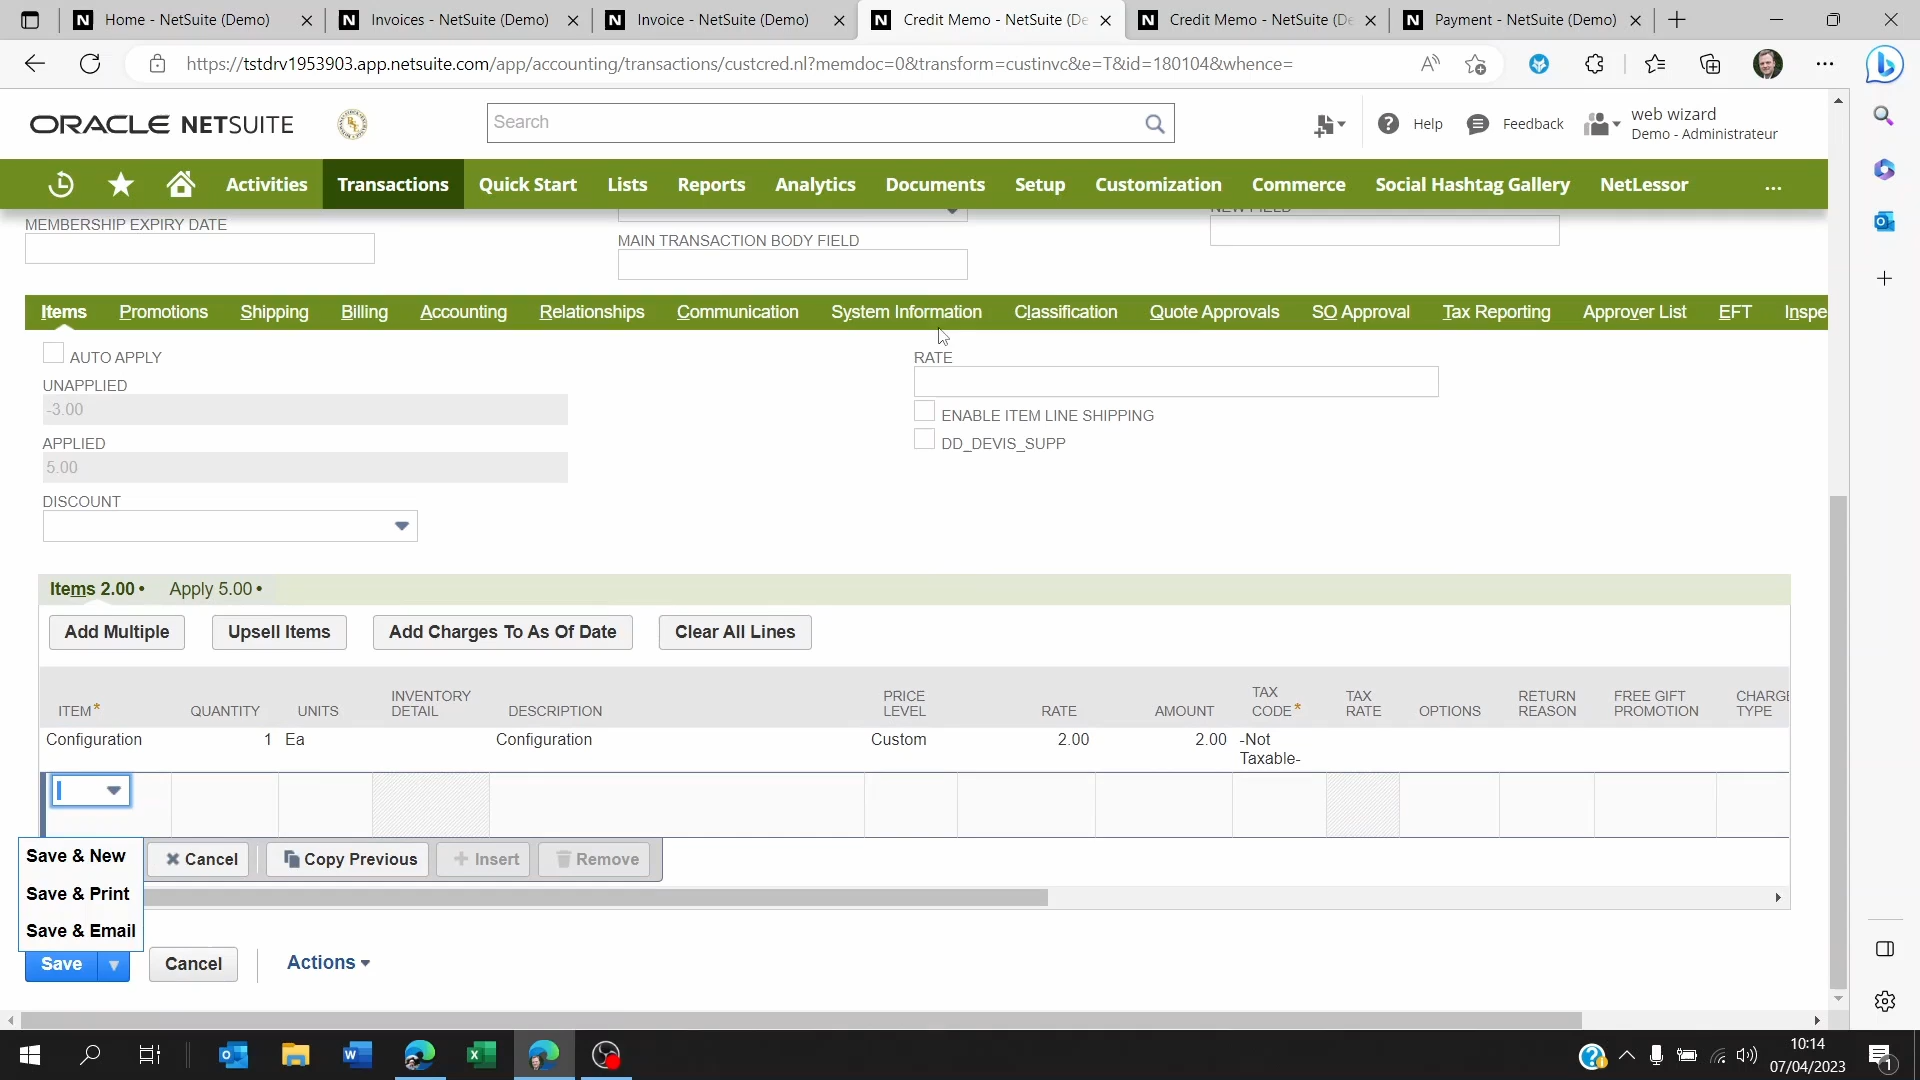 Home - NetSuite (Demo)
Invoices - NetSuite (Demo)
Invoice - NetSuite (Demo)
Credit Memo - NetSuite (De
Credit Memo - NetSuite (De
Payment - NetSuite (Demo)
https://tstdrv1953903.app.netsuite.com/app/accounting/transactions/custcred.nl?memdoc=0&transform=custinvc&e=T&id=180104&whence=
ORACLE NETSUITE
Search
Help
Feedback
web wizard
Demo - Administrateur
Activities
Transactions
Quick Start
Lists
Reports
Analytics
Documents
Setup
Customization
Commerce
Social Hashtag Gallery
NetLessor
MEMBERSHIP EXPIRY DATE
MAIN TRANSACTION BODY FIELD
NEW FIELD
Items
Promotions
Shipping
Billing
Accounting
Relationships
Communication
System Information
Classification
Quote Approvals
SO Approval
Tax Reporting
Approver List
EFT
Inspe
AUTO APPLY
UNAPPLIED
-3.00
APPLIED
5.00
DISCOUNT
RATE
ENABLE ITEM LINE SHIPPING
DD_DEVIS_SUPP
Items 2.00 •
Apply 5.00 •
Add Multiple
Upsell Items
Add Charges To As Of Date
Clear All Lines
ITEM*
QUANTITY
UNITS
INVENTORY
DETAIL
DESCRIPTION
PRICE
LEVEL
RATE
AMOUNT
TAX
CODE*
TAX
RATE
OPTIONS
RETURN
REASON
FREE GIFT
PROMOTION
CHARGE
TYPE
Configuration
1
Ea
Configuration
Custom
2.00
2.00
-Not
Taxable-
Save & New
Save & Print
Save & Email
Cancel
Copy Previous
Insert
Remove
Save
Cancel
Actions
10:14
07/04/2023
1